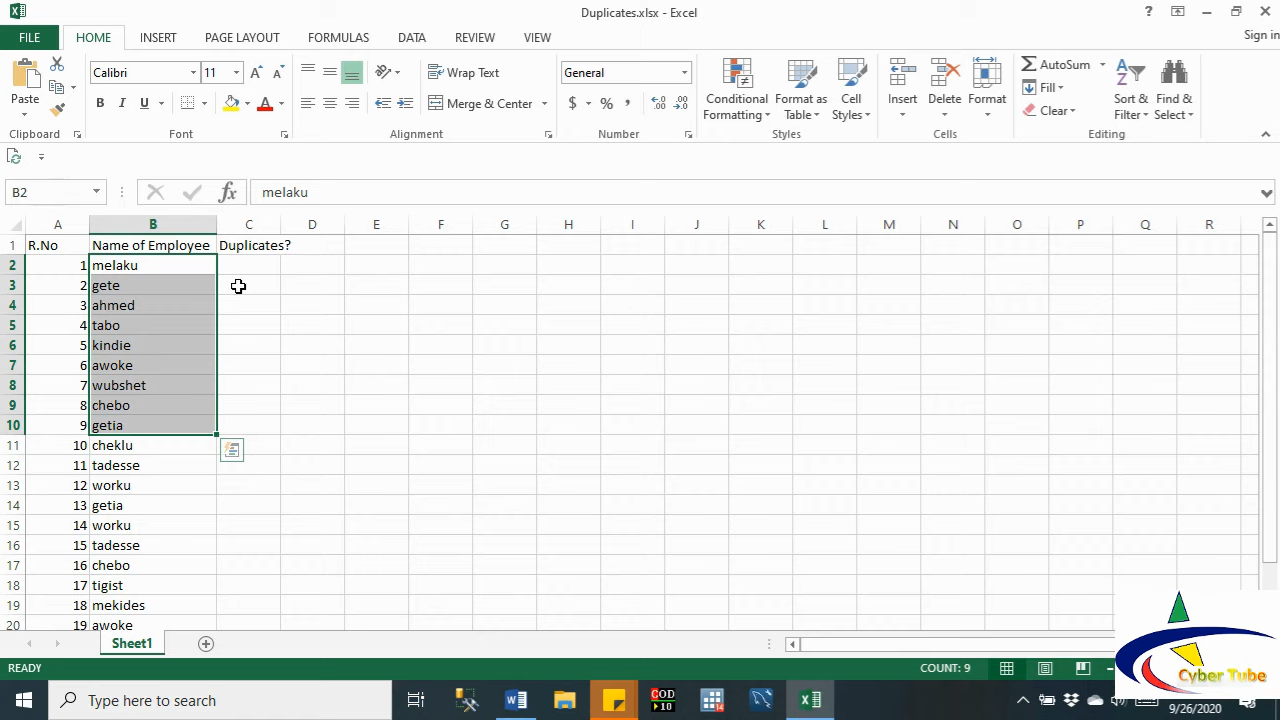 Duplicates.xlsx - Excel
?
FILE HOME INSERT PAGE LAYOUT FORMULAS DATA REVIEW VIEW Sign in
Paste
Calibri 11
B I U A
Wrap Text
Merge & Center
General
$ % ,
Conditional Formatting
Format as Table
Cell Styles
Insert
Delete
Format
AutoSum
Fill
Clear
Sort & Filter
Find & Select
Clipboard Font Alignment Number Styles Cells Editing
B2 fx melaku
A B C D E F G H I J K L M N O P Q R
1 R.No Name of Employee Duplicates?
2 1 melaku
3 2 gete
4 3 ahmed
5 4 tabo
6 5 kindie
7 6 awoke
8 7 wubshet
9 8 chebo
10 9 getia
11 10 cheklu
12 11 tadesse
13 12 worku
14 13 getia
15 14 worku
16 15 tadesse
17 16 chebo
18 17 tigist
19 18 mekides
20 19 awoke
Sheet1
READY COUNT: 9
Cyber Tube
Type here to search
9/26/2020